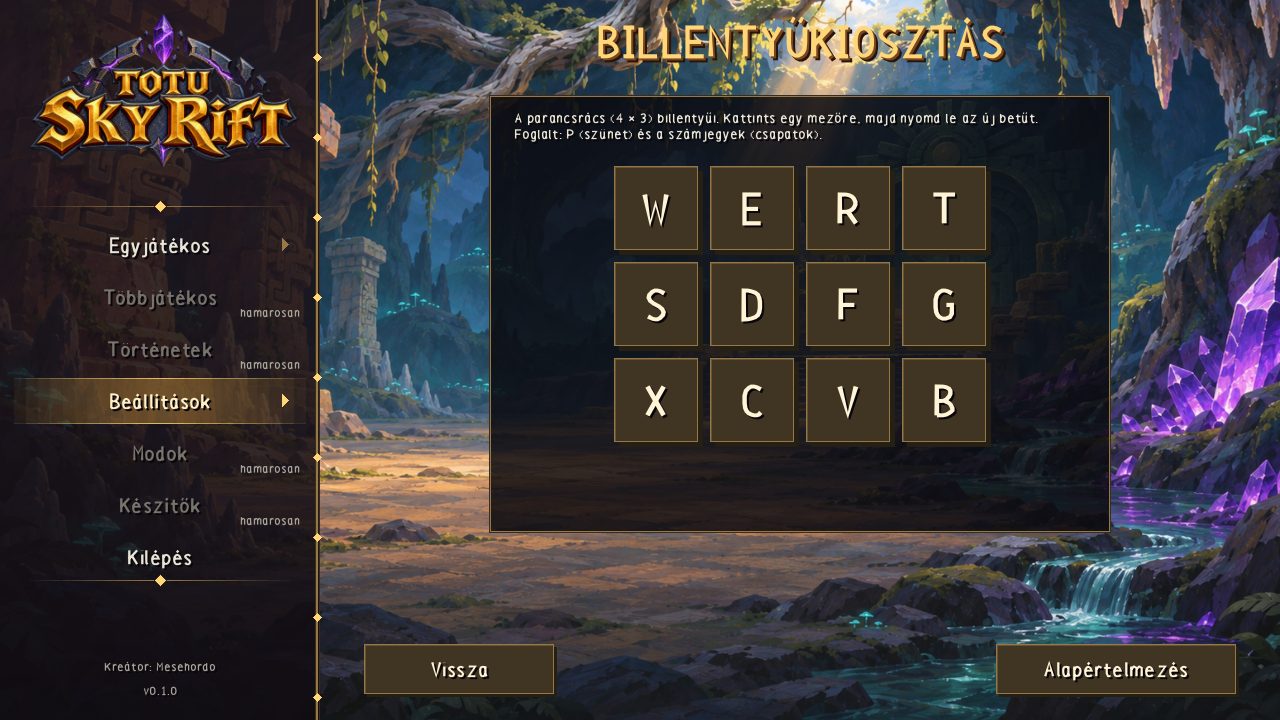 TOTU
SKY RIFT
Egyjátékos
Többjátékos
hamarosan
Történetek
hamarosan
Beállítások
Modok
hamarosan
Készítők
hamarosan
Kilépés
Kreátor: Mesehordo
v0.1.0
BILLENTYŰKIOSZTÁS
A parancsrács (4 × 3) billentyűi. Kattints egy mezőre, majd nyomd le az új betűt.
Foglalt: P (szünet) és a számjegyek (csapatok).
W E R T
S D F G
X C V B
Vissza
Alapértelmezés